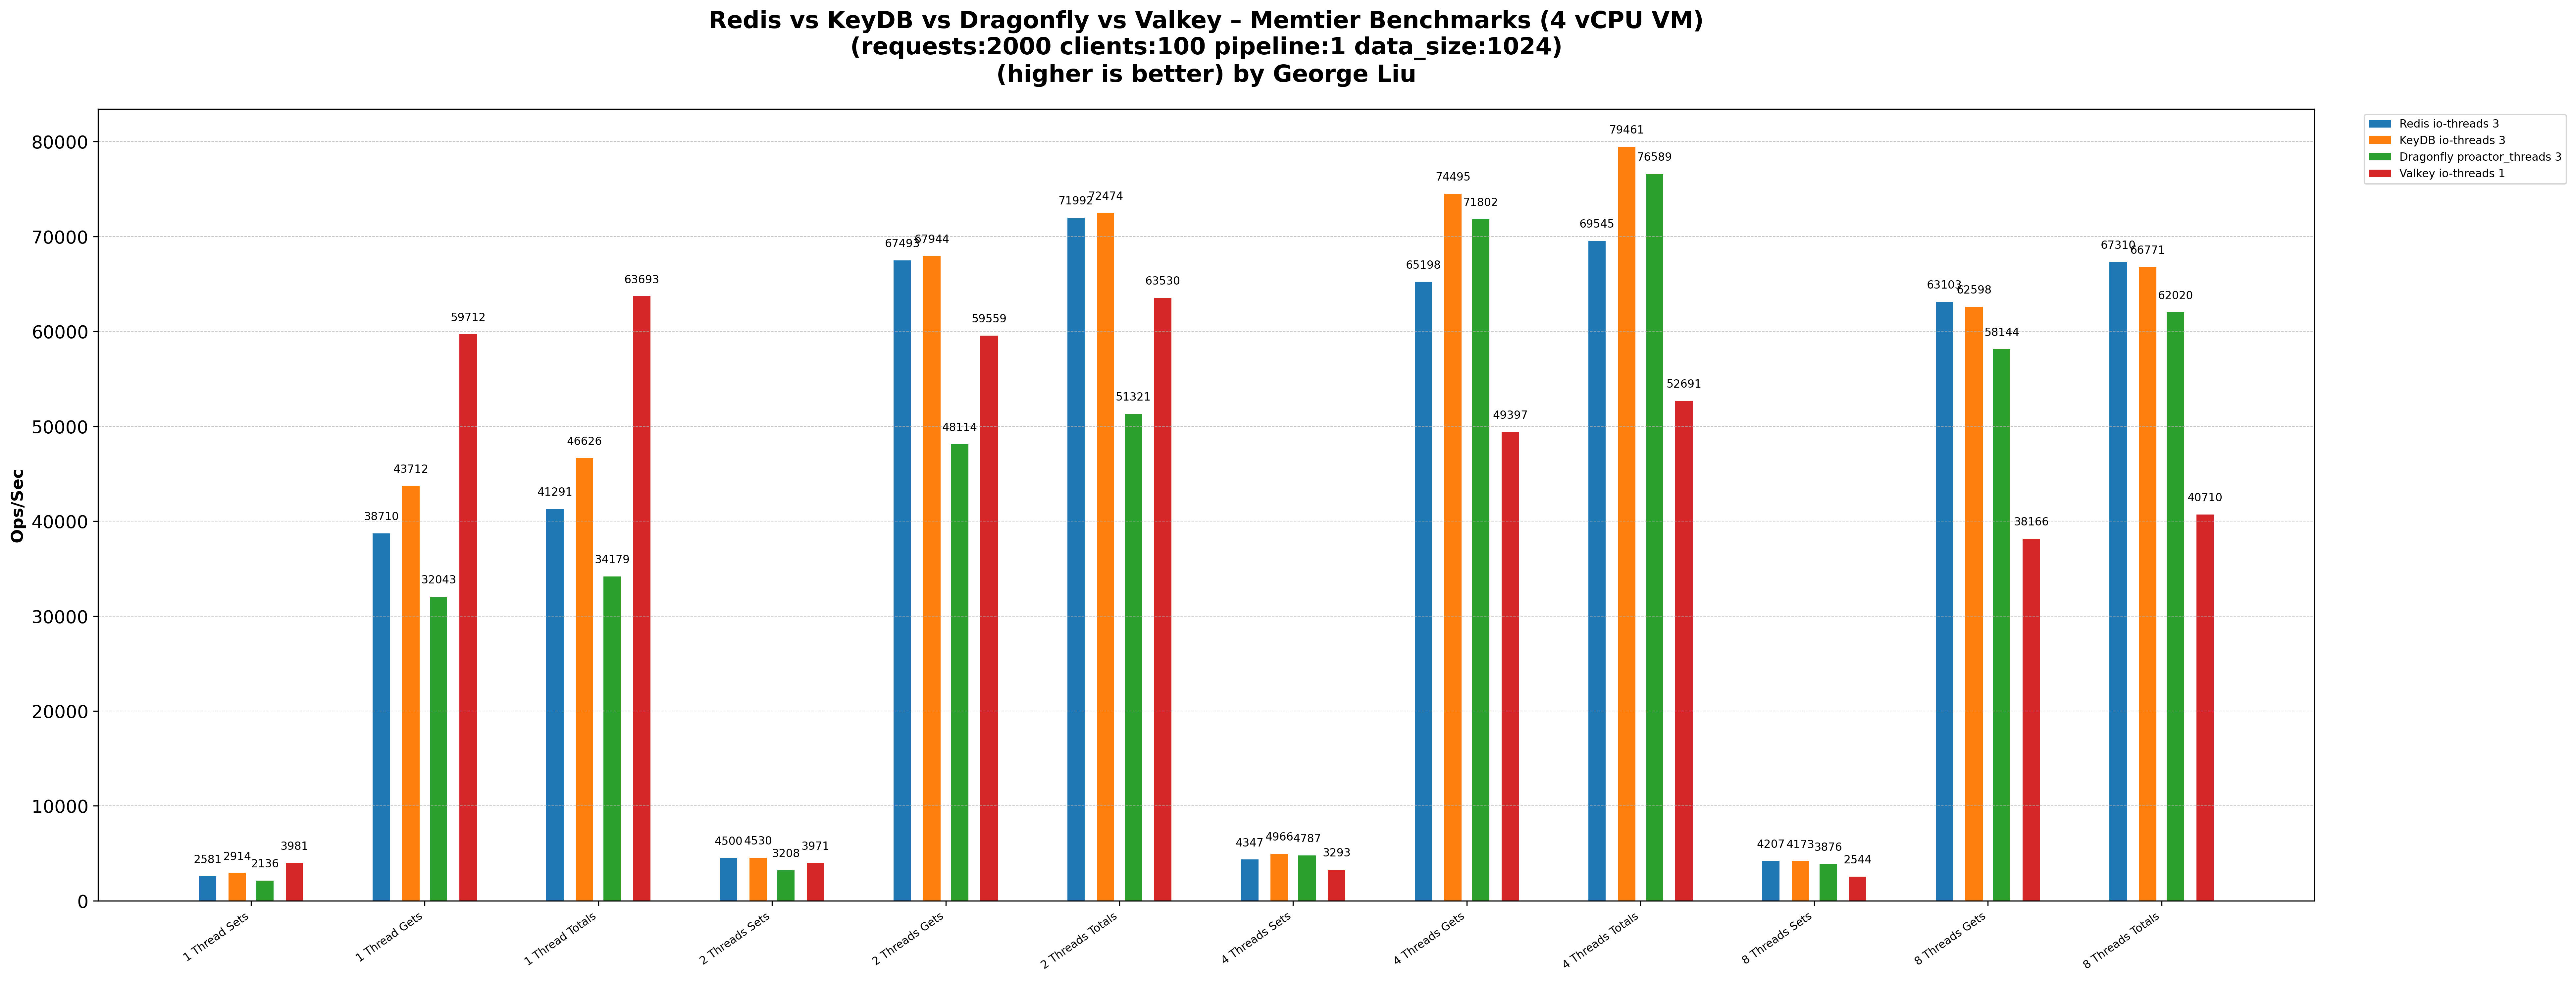 Redis vs KeyDB vs Dragonfly vs Valkey – Memtier Benchmarks (4 vCPU VM)
(requests:2000 clients:100 pipeline:1 data_size:1024)
(higher is better) by George Liu
Redis io-threads 3
KeyDB io-threads 3
Dragonfly proactor_threads 3
Valkey io-threads 1
Ops/Sec
80000
70000
60000
50000
40000
30000
20000
10000
0
2581 2914 2136 3981
38710 43712 32043 59712
41291 46626 34179 63693
4500 4530 3208 3971
67493 67944 48114 59559
71992 72474 51321 63530
4347 4966 4787 3293
65198 74495 71802 49397
69545 79461 76589 52691
4207 4173 3876 2544
63103 62598 58144 38166
67310 66771 62020 40710
1 Thread Sets
1 Thread Gets
1 Thread Totals
2 Threads Sets
2 Threads Gets
2 Threads Totals
4 Threads Sets
4 Threads Gets
4 Threads Totals
8 Threads Sets
8 Threads Gets
8 Threads Totals